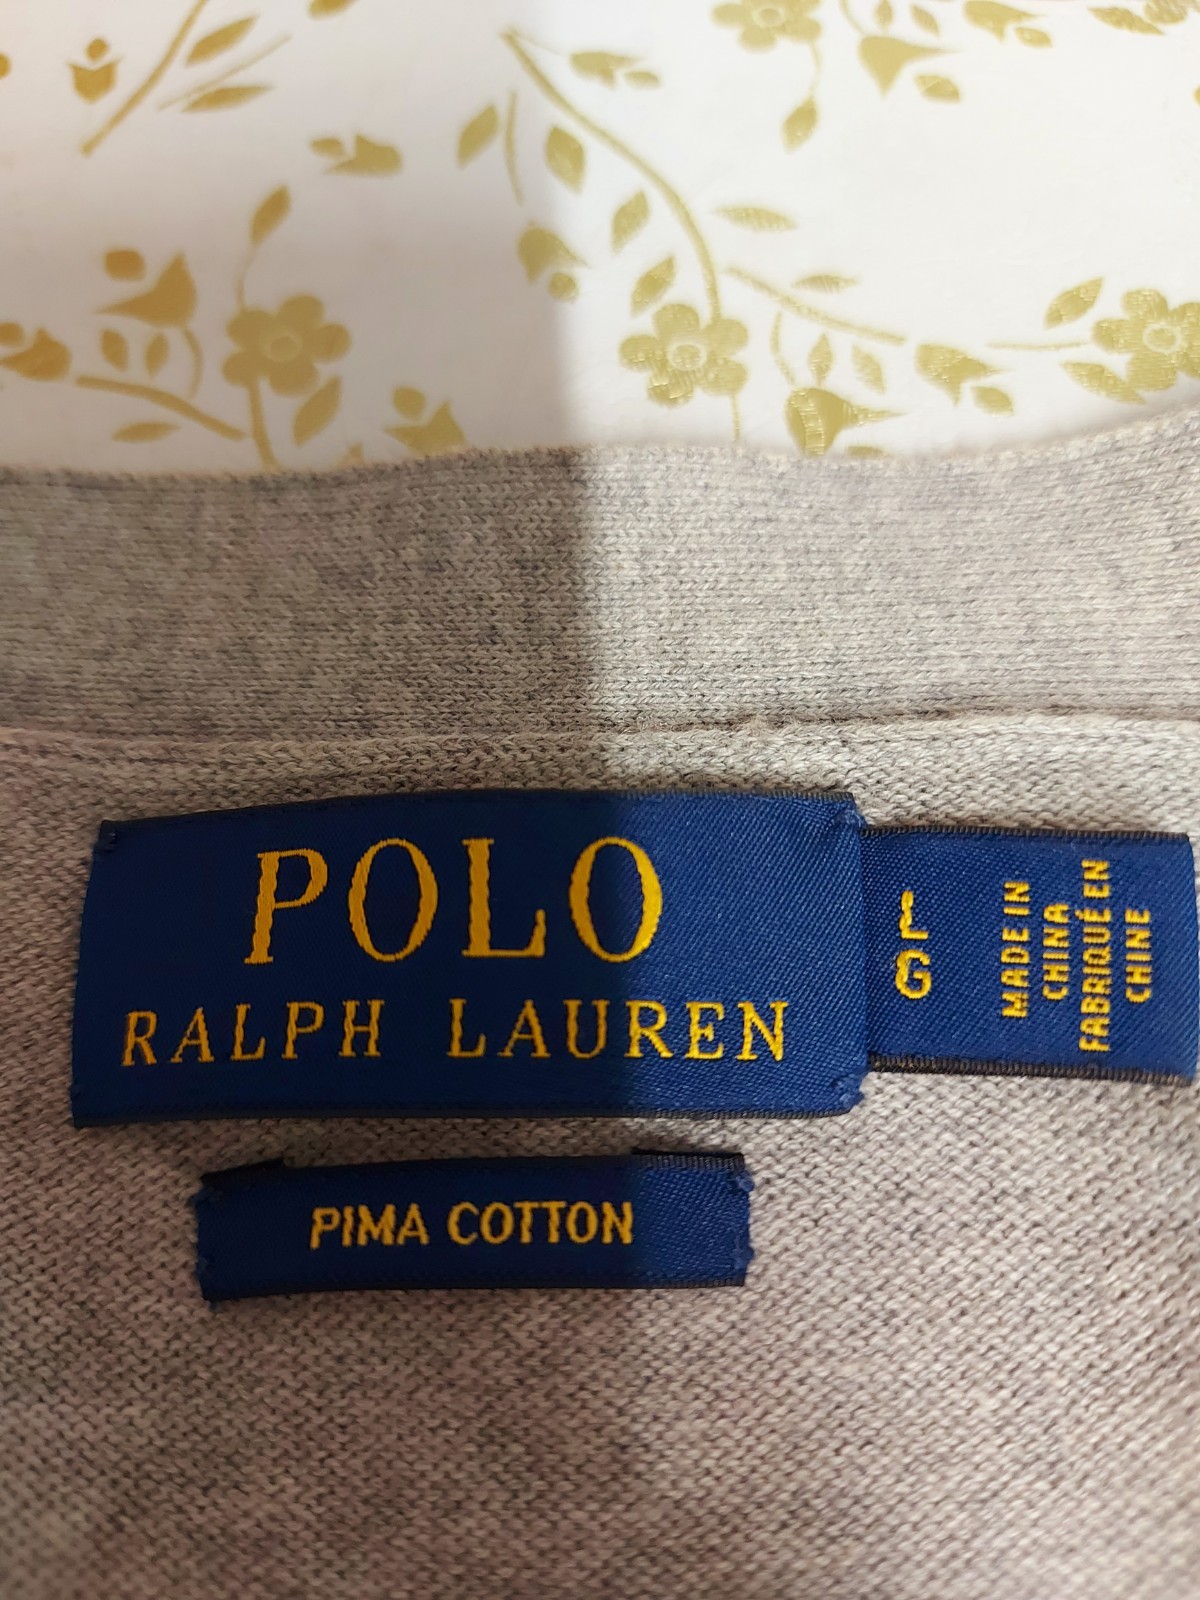 POLO
RALPH LAUREN
L
G
MADE IN
CHINA
FABRIQUÉ EN
CHINE
PIMA COTTON